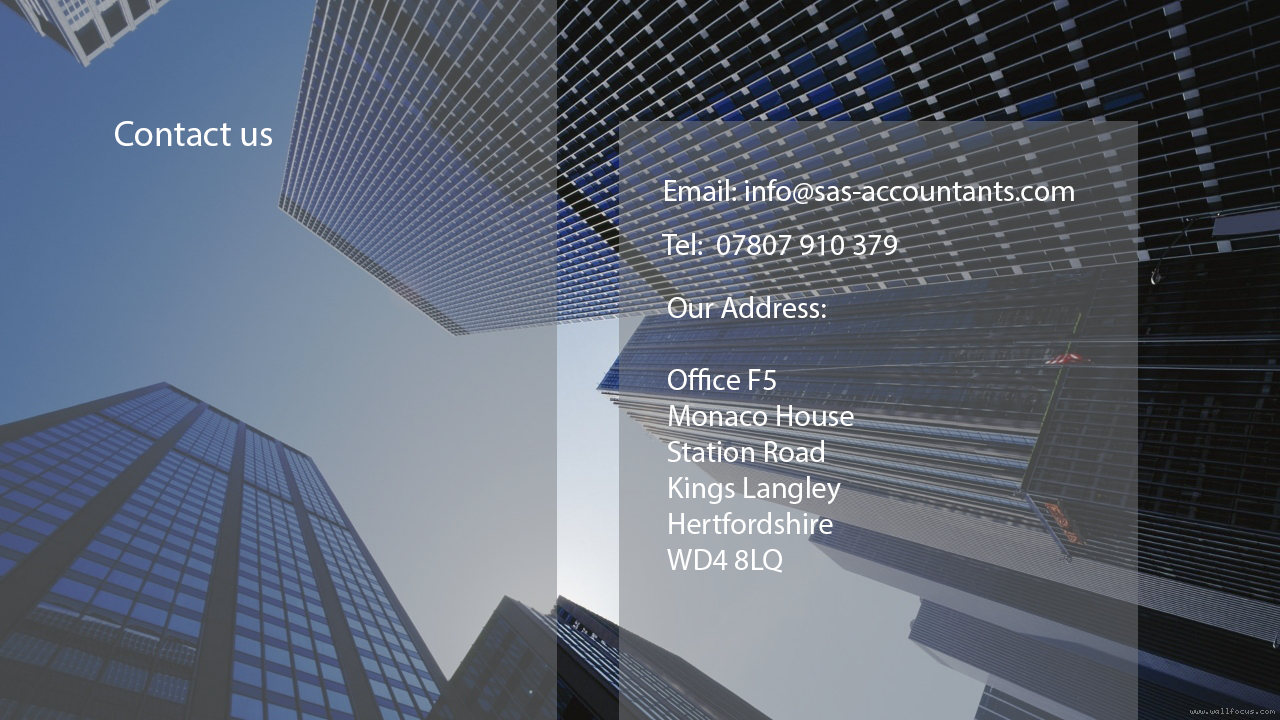 Contact us
Email: info@sas-accountants.com
Tel: 07807 910 379
Our Address:
Office F5
Monaco House
Station Road
Kings Langley
Hertfordshire
WD4 8LQ
www.wallfocus.com